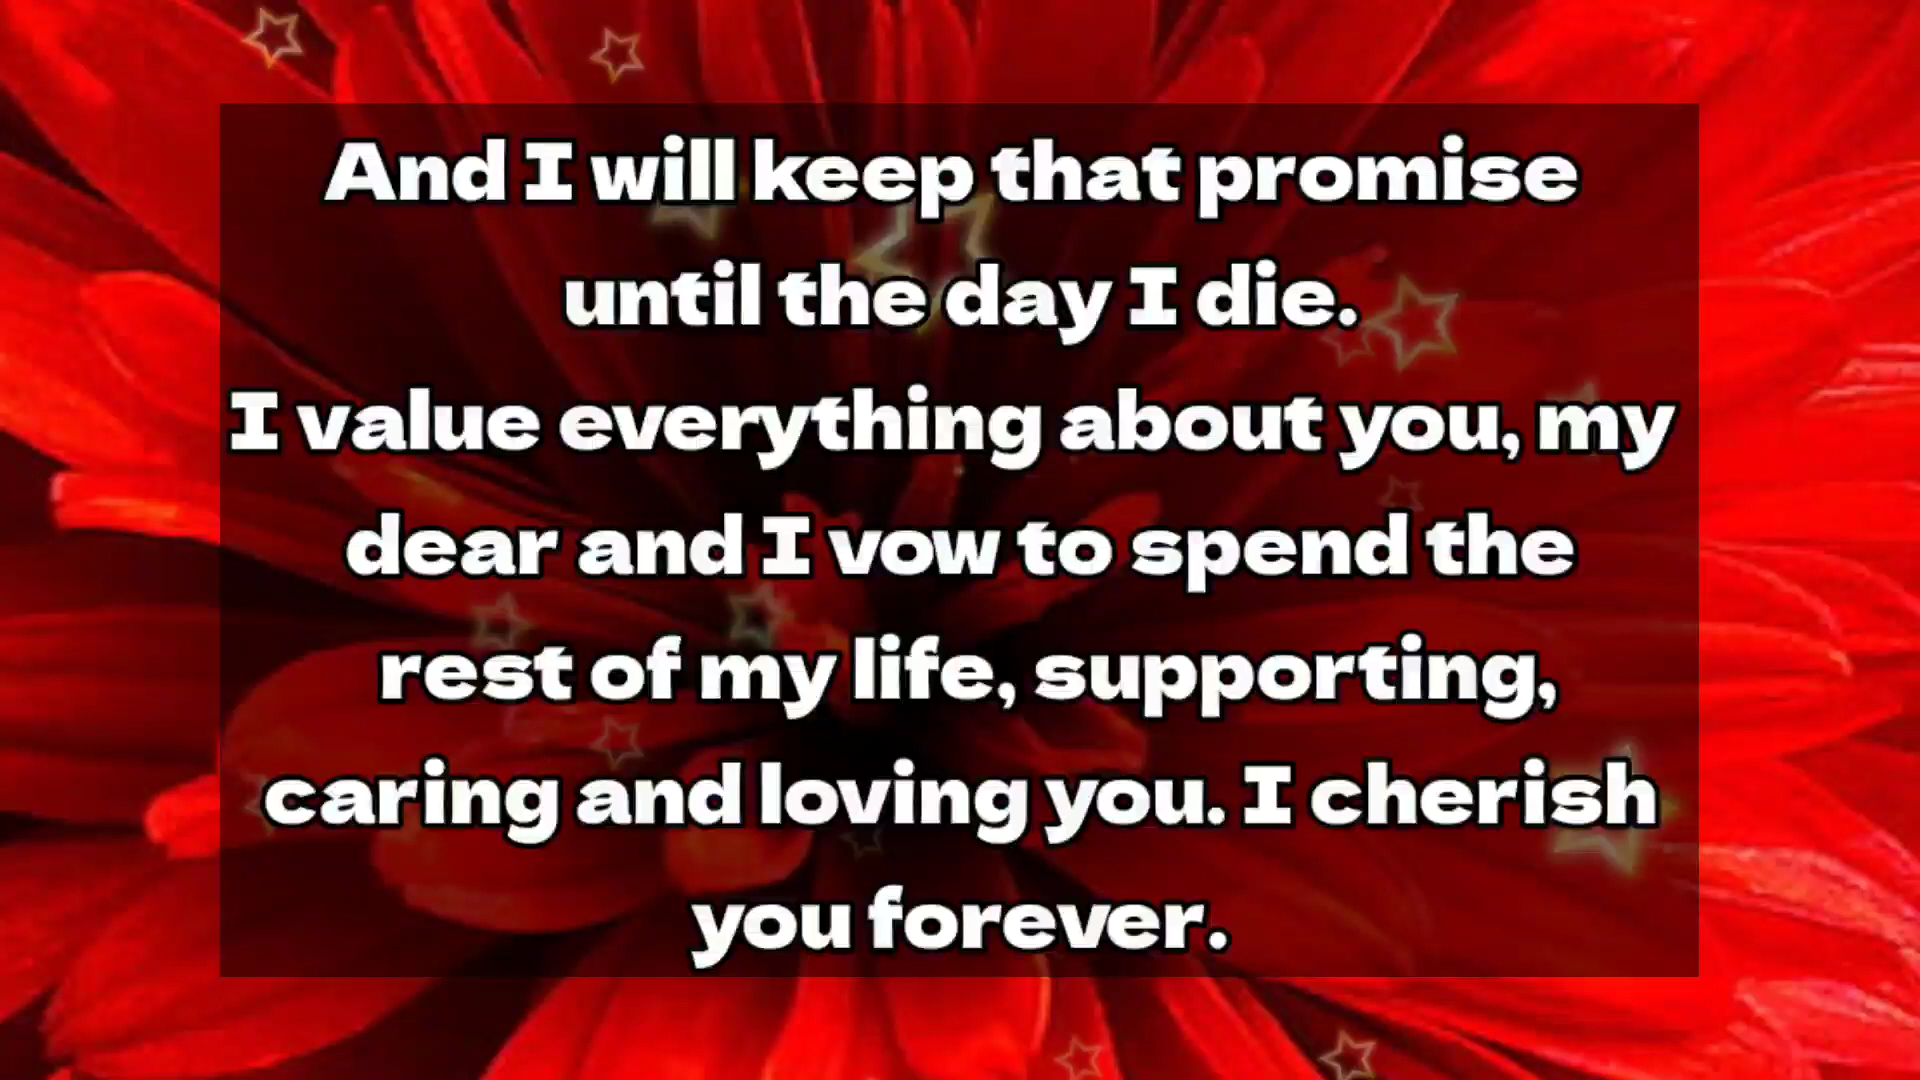 And I will keep that promise
until the day I die.
I value everything about you, my
dear and I vow to spend the
rest of my life, supporting,
caring and loving you. I cherish
you forever.